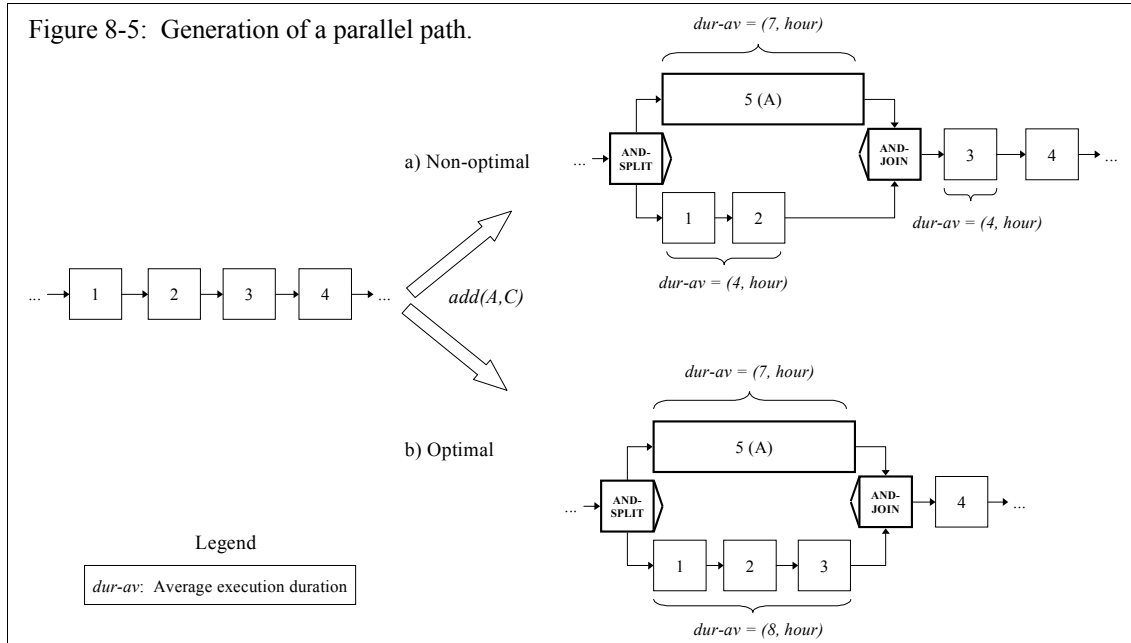 Figure 8-5: Generation of a parallel path.
dur-av = (7, hour)
5 (A)
a) Non-optimal
...
AND-
SPLIT
AND-
JOIN
3
4
...
1
2
dur-av = (4, hour)
dur-av = (4, hour)
...
1
2
3
4
...
add(A,C)
dur-av = (7, hour)
b) Optimal
5 (A)
...
AND-
SPLIT
AND-
JOIN
4
...
1
2
3
dur-av = (8, hour)
Legend
dur-av: Average execution duration